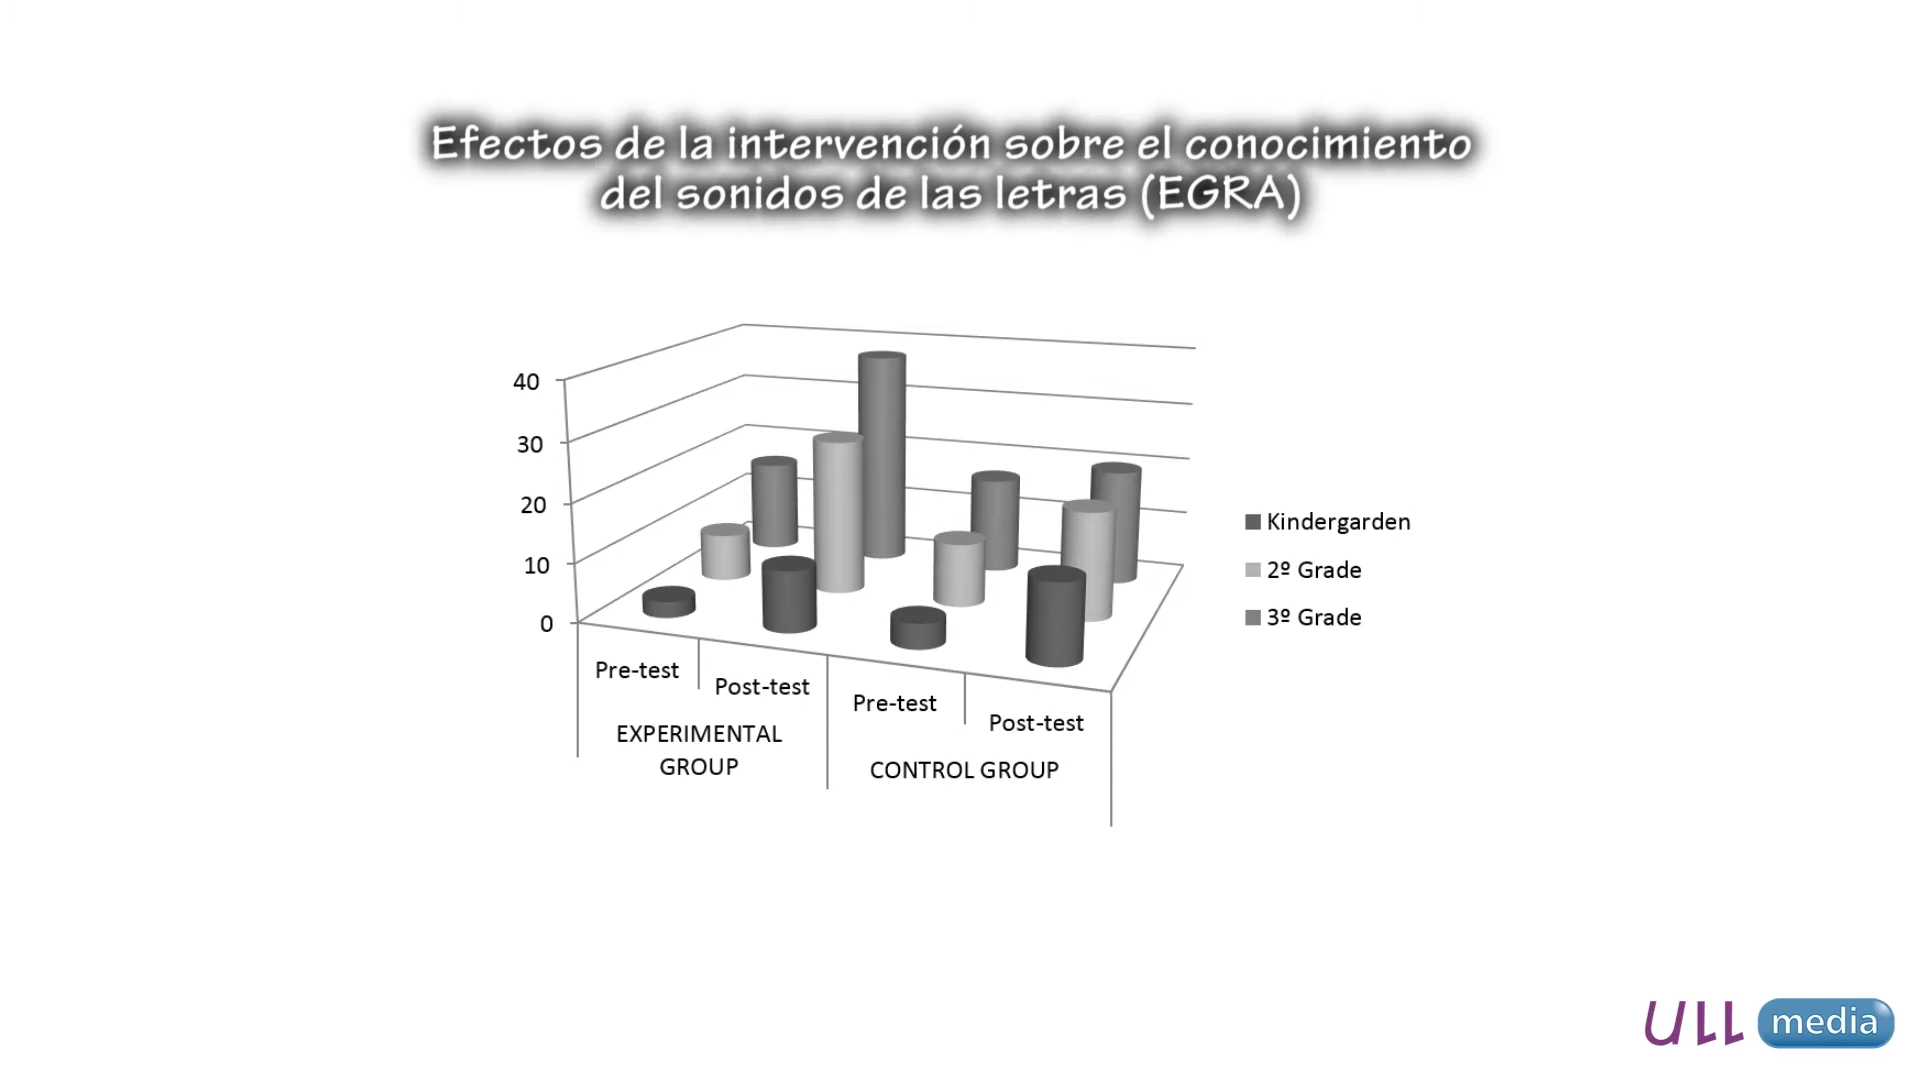 Efectos de la intervención sobre el conocimiento
del sonidos de las letras (EGRA)
40
30
20
10
0
Pre-test
Post-test
Pre-test
Post-test
EXPERIMENTAL
GROUP
CONTROL GROUP
Kindergarden
2º Grade
3º Grade
ULL media